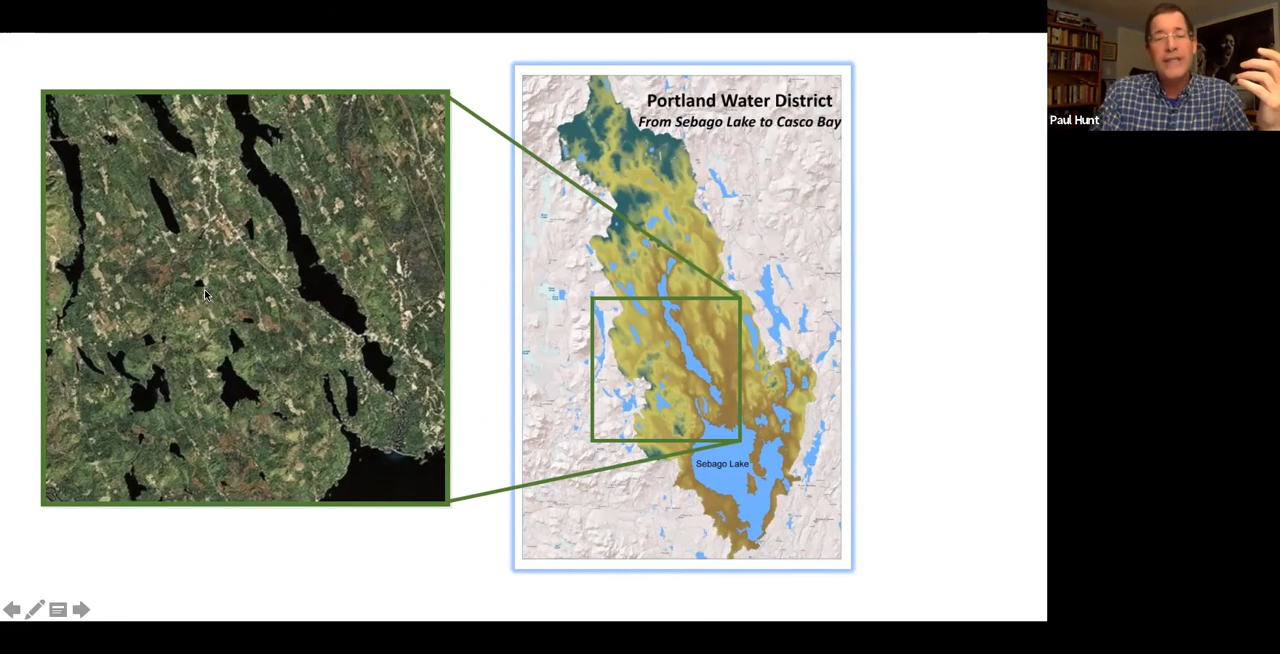 Portland Water District
From Sebago Lake to Casco Bay
Sebago Lake
Paul Hunt